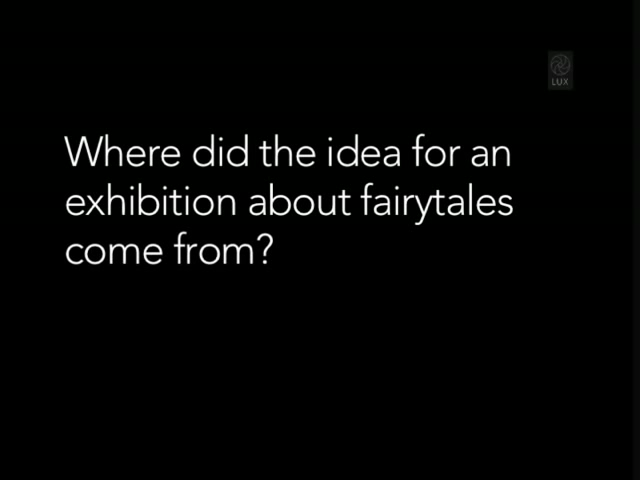 LUX
Where did the idea for an
exhibition about fairytales
come from?